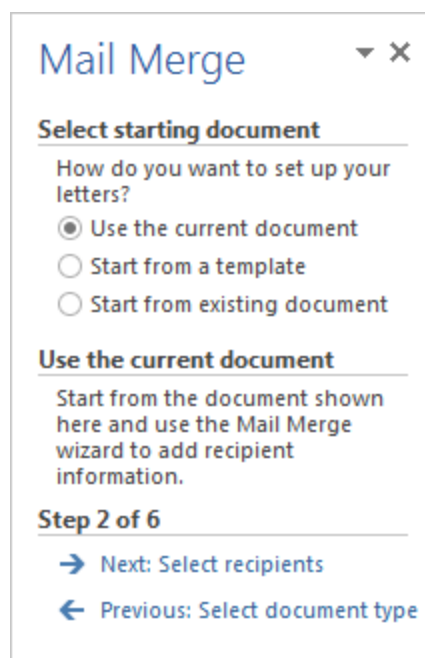 Mail Merge
Select starting document
How do you want to set up your
letters?
Use the current document
Start from a template
Start from existing document
Use the current document
Start from the document shown
here and use the Mail Merge
wizard to add recipient
information.
Step 2 of 6
Next: Select recipients
Previous: Select document type